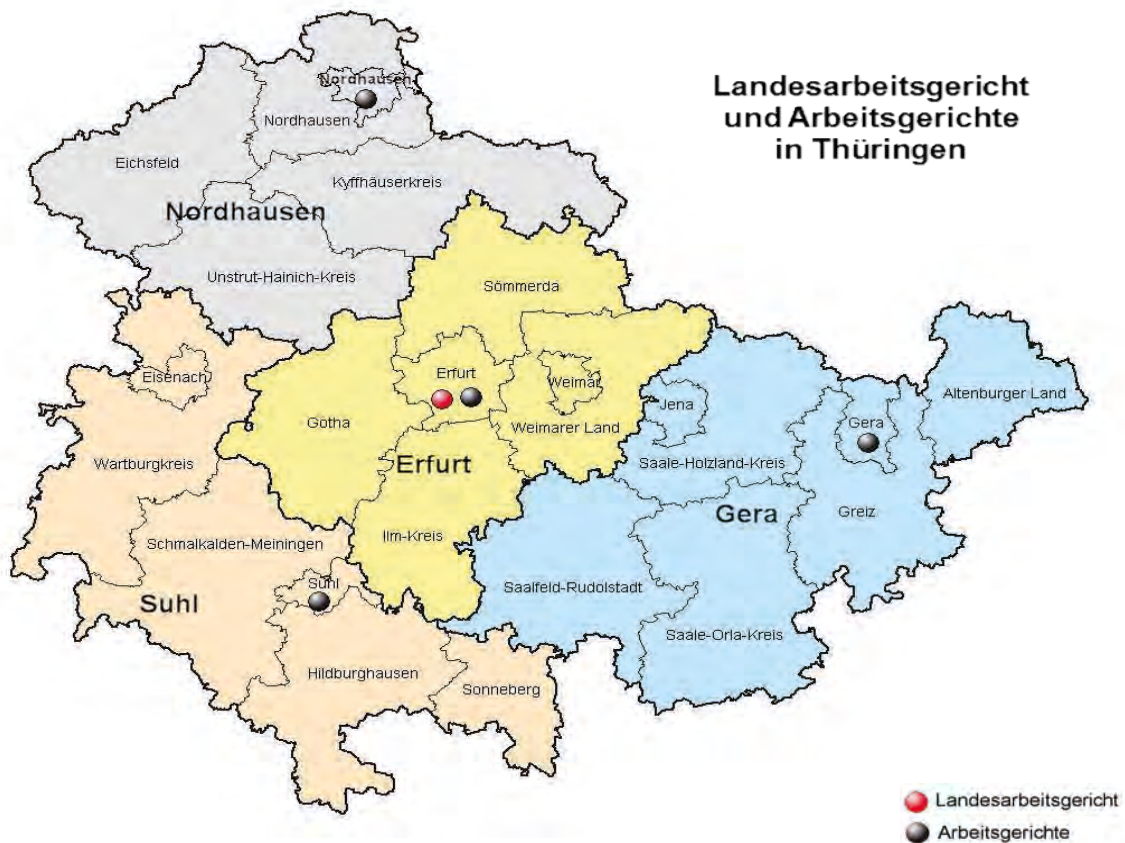 Landesarbeitsgericht
und Arbeitsgerichte
in Thüringen
Nordhausen
Nordhausen
Eichsfeld
Kyffhäuserkreis
Nordhausen
Unstrut-Hainich-Kreis
Sömmerda
Eisenach
Erfurt
Weimar
Gotha
Weimarer Land
Jena
Gera
Altenburger Land
Wartburgkreis
Erfurt
Saale-Holzland-Kreis
Gera
Greiz
Ilm-Kreis
Schmalkalden-Meiningen
Suhl
Saalfeld-Rudolstadt
Suhl
Saale-Orla-Kreis
Hildburghausen
Sonneberg
Landesarbeitsgericht
Arbeitsgerichte